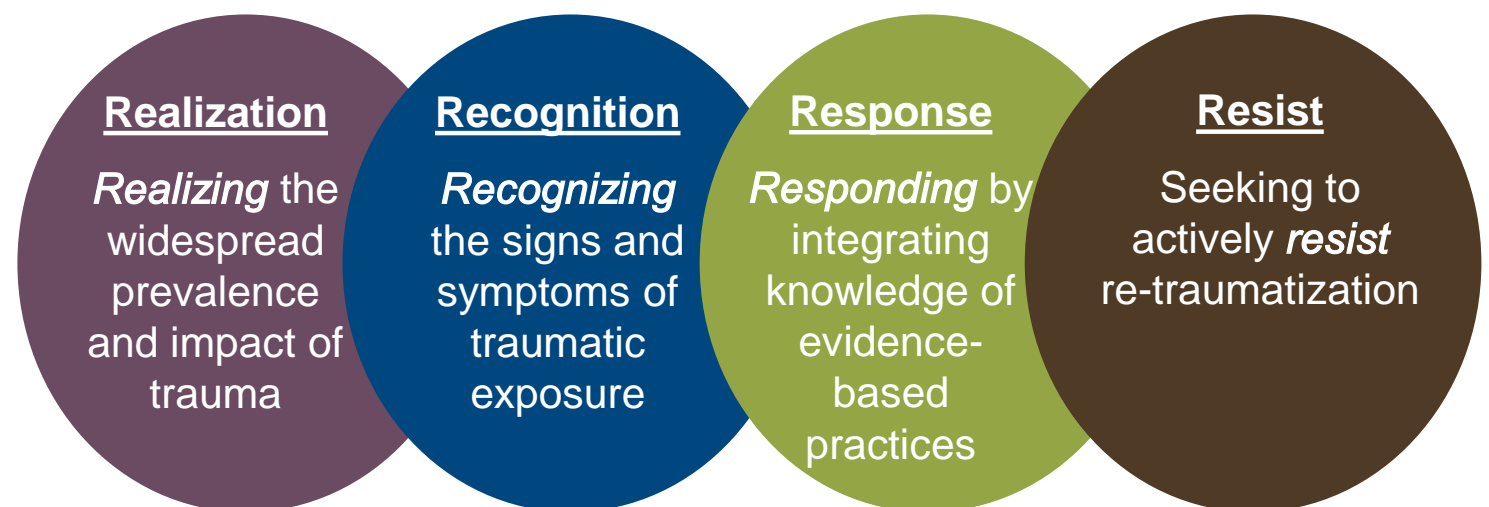 Realization
Realizing the
widespread
prevalence
and impact of
trauma
Recognition
Recognizing
the signs and
symptoms of
traumatic
exposure
Response
Responding by
integrating
knowledge of
evidence-
based
practices
Resist
Seeking to
actively resist
re-traumatization